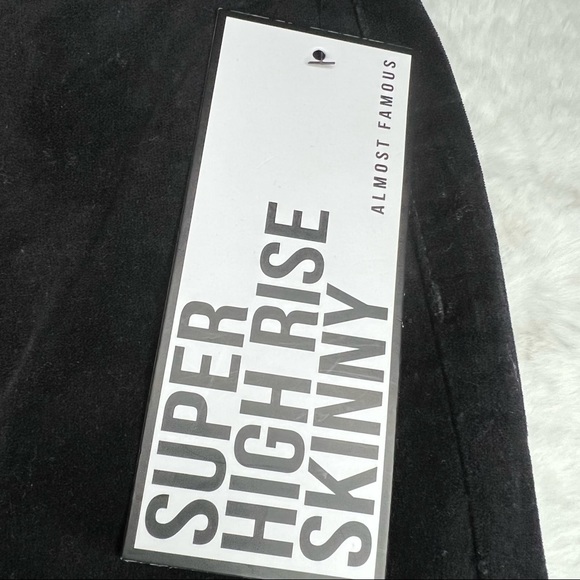 ALMOST FAMOUS
SUPER
HIGH RISE
SKINNY